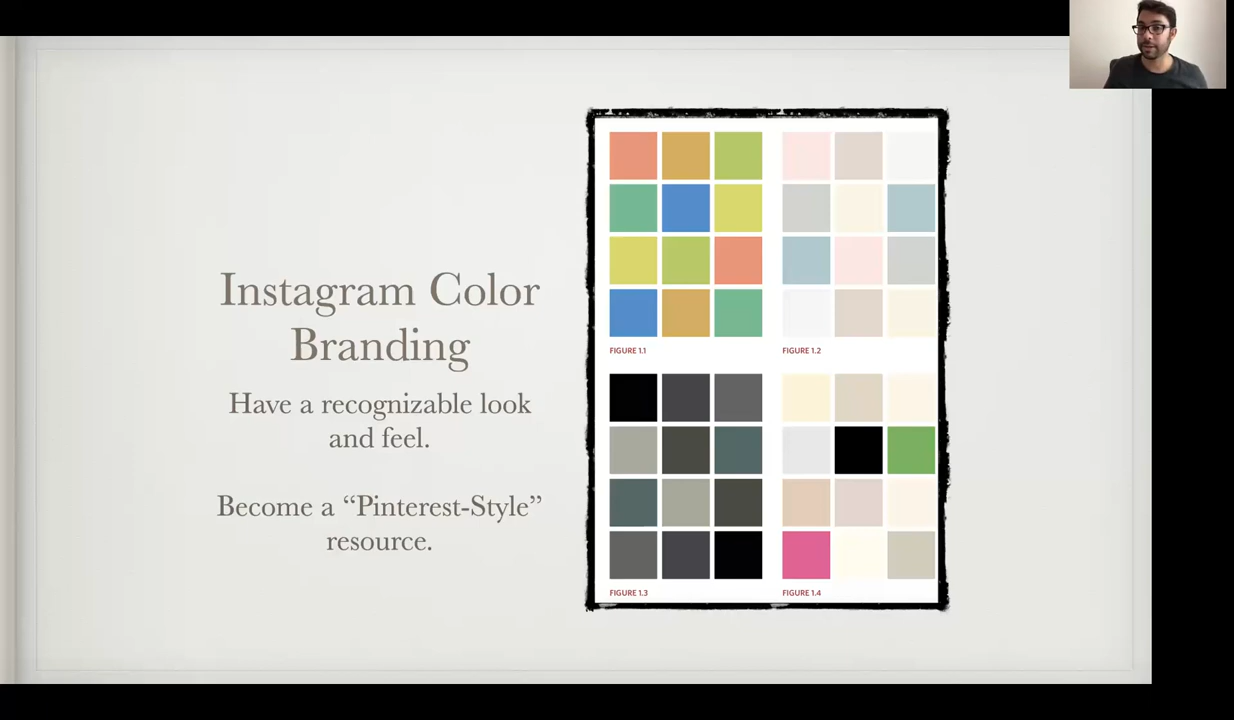 Instagram Color
Branding
Have a recognizable look
and feel.
Become a “Pinterest-Style”
resource.
FIGURE 1.1
FIGURE 1.2
FIGURE 1.3
FIGURE 1.4